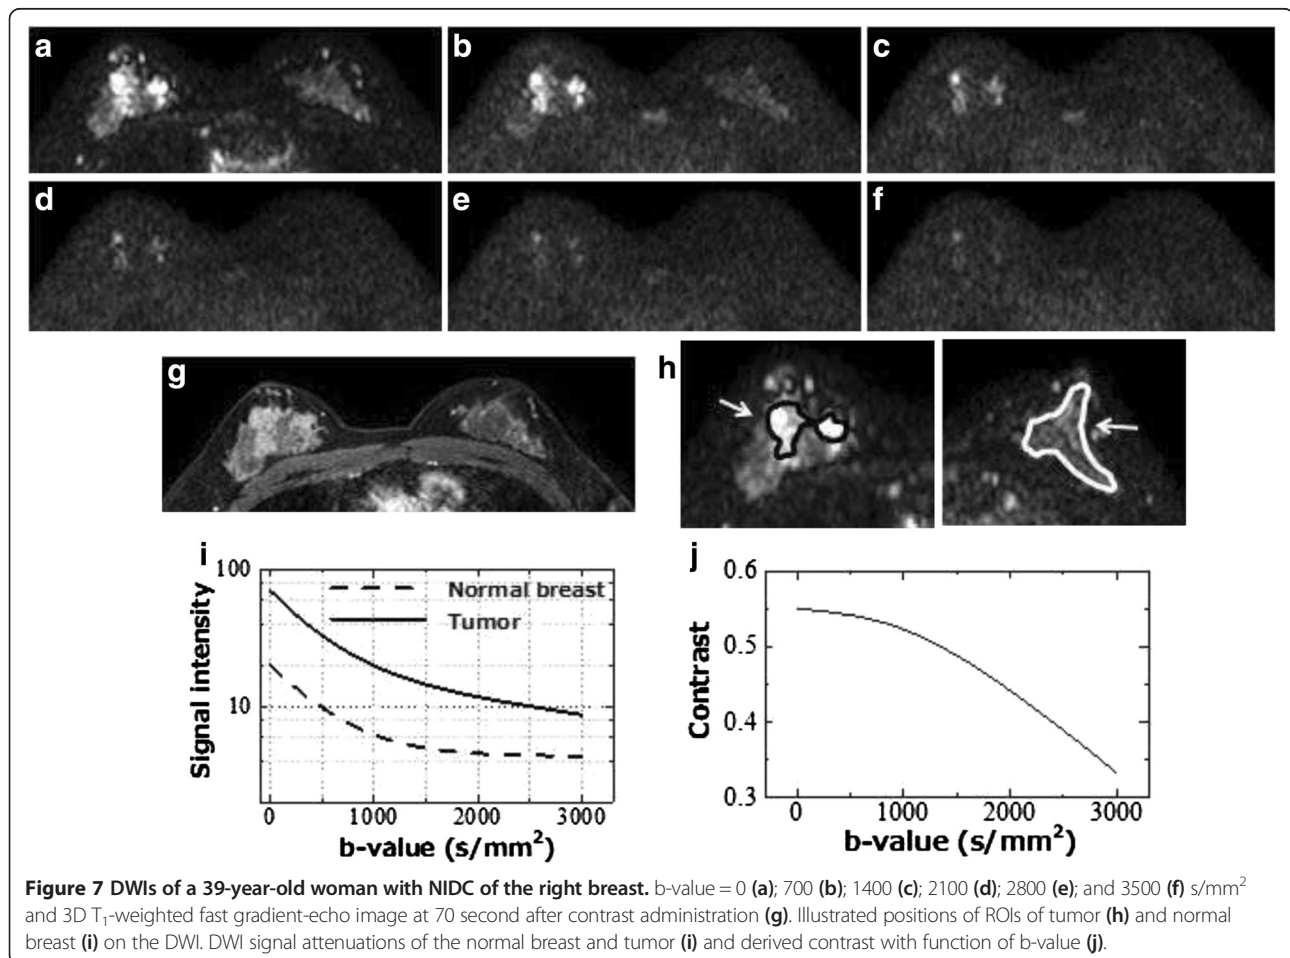 a
b
c
d
e
f
g
h
i
100
10
Signal intensity
Normal breast
Tumor
0
1000
2000
3000
b-value (s/mm²)
j
0.6
0.5
0.4
0.3
Contrast
0
1000
2000
3000
b-value (s/mm²)
Figure 7 DWIs of a 39-year-old woman with NIDC of the right breast. b-value = 0 (a); 700 (b); 1400 (c); 2100 (d); 2800 (e); and 3500 (f) s/mm²
and 3D T₁-weighted fast gradient-echo image at 70 second after contrast administration (g). Illustrated positions of ROIs of tumor (h) and normal
breast (i) on the DWI. DWI signal attenuations of the normal breast and tumor (i) and derived contrast with function of b-value (j).